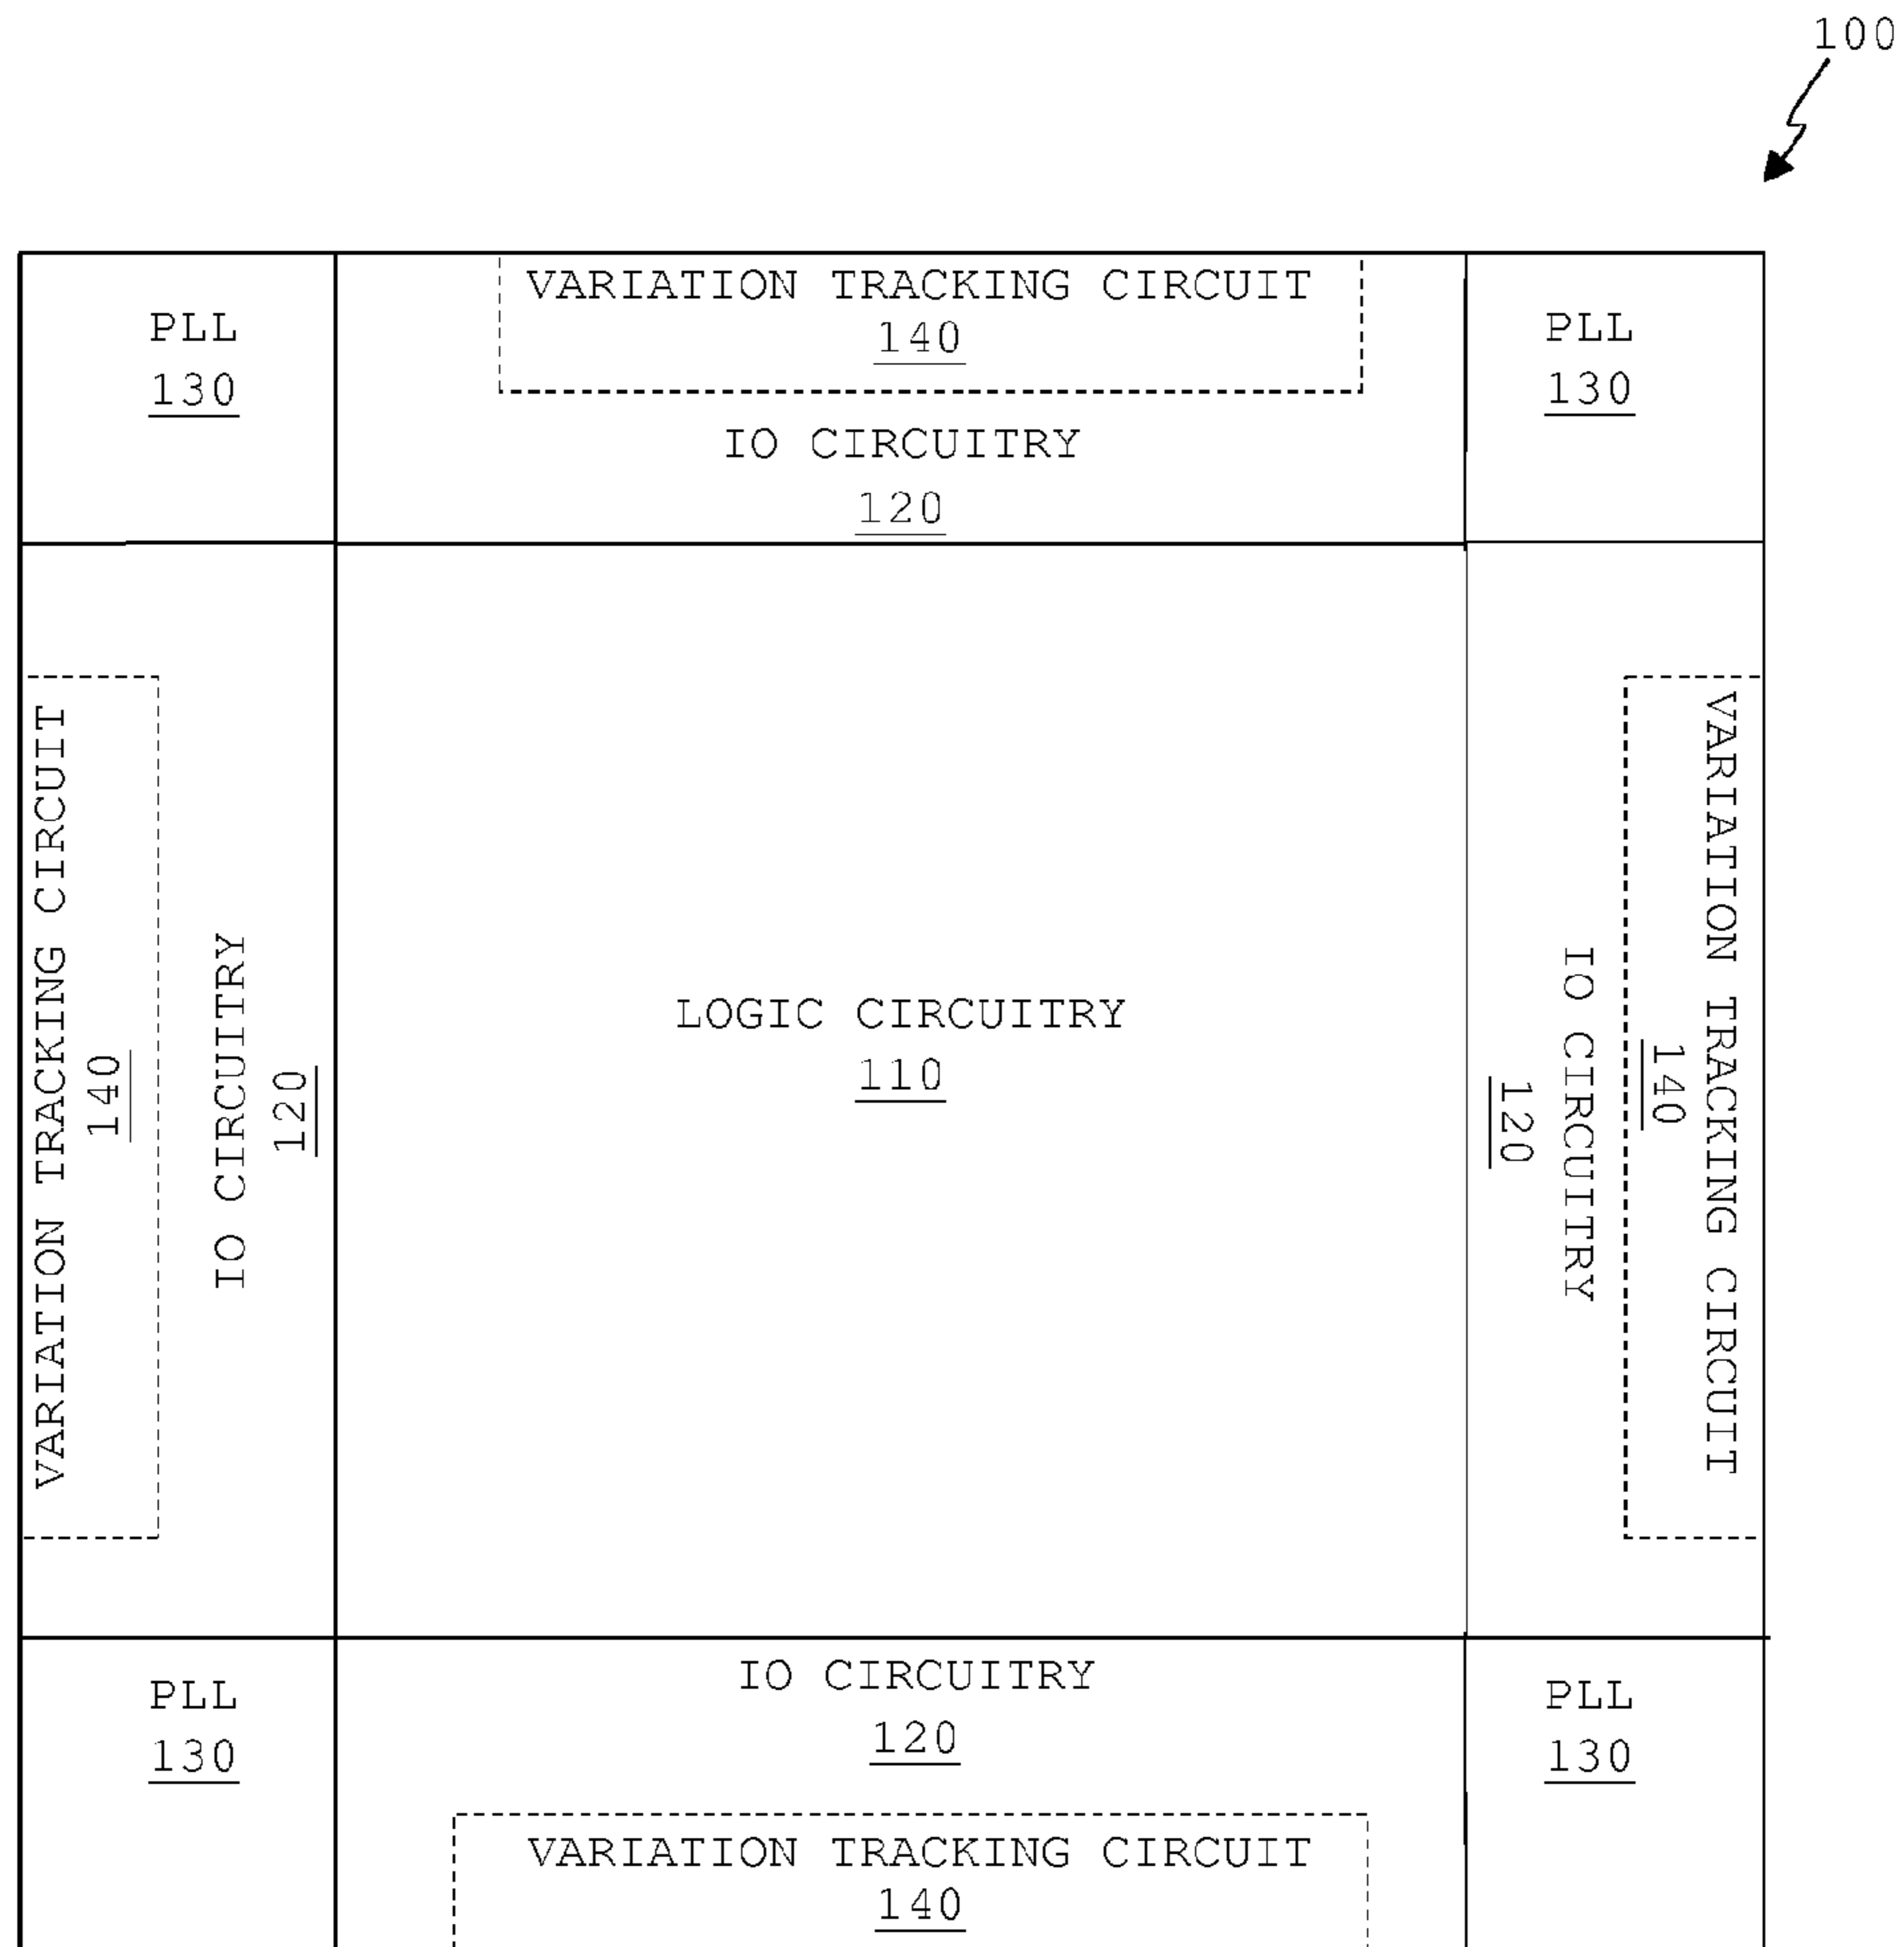 100
VARIATION TRACKING CIRCUIT
140
PLL
130
PLL
130
IO CIRCUITRY
120
VARIATION TRACKING CIRCUIT
140
IO CIRCUITRY
120
LOGIC CIRCUITRY
110
120
IO CIRCUITRY
140
VARIATION TRACKING CIRCUIT
PLL
130
IO CIRCUITRY
120
PLL
130
VARIATION TRACKING CIRCUIT
140